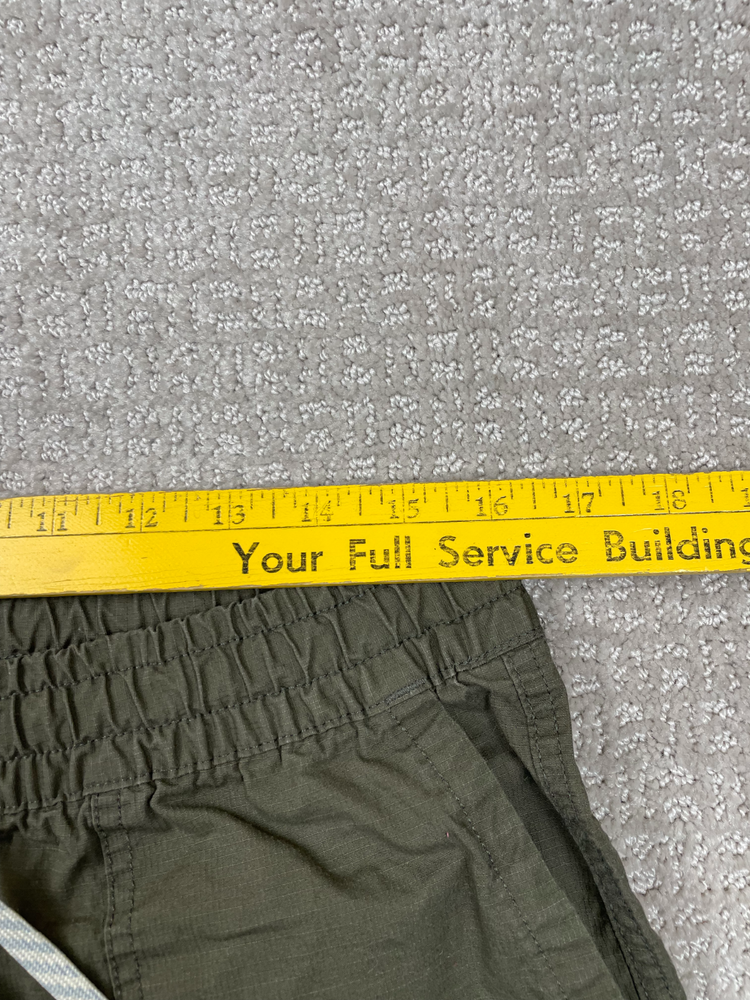 11 12 13 14 15 16 17 18
Your Full Service Building